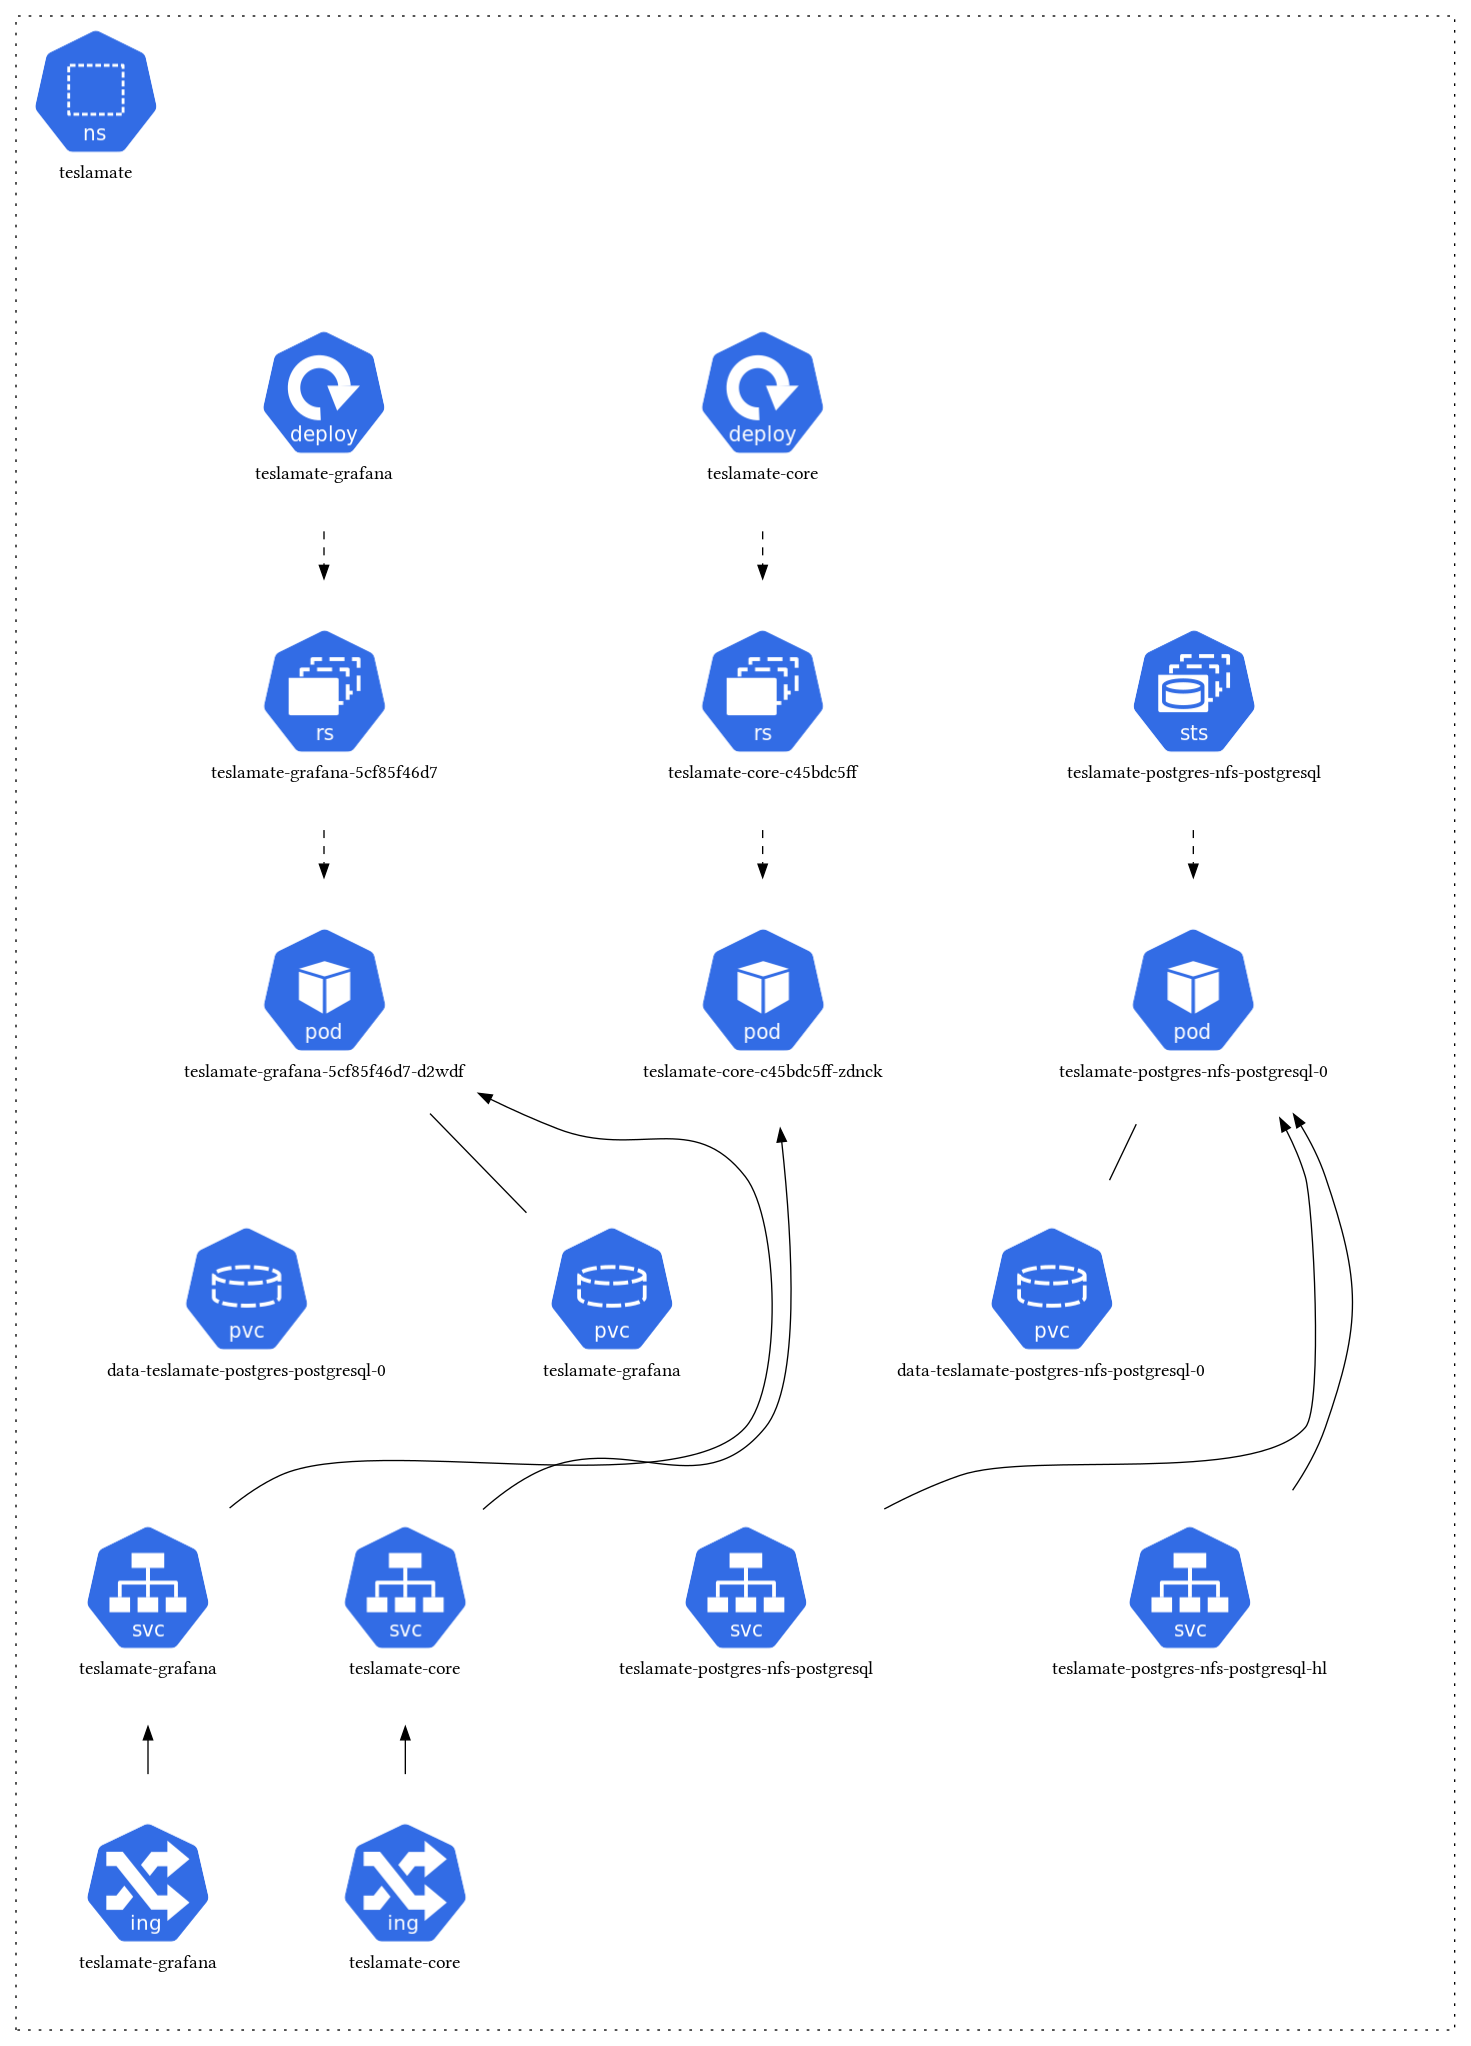 ns
teslamate
deploy
deploy
teslamate-grafana
teslamate-core
rs
rs
sts
teslamate-grafana-5cf85f46d7
teslamate-core-c45bdc5ff
teslamate-postgres-nfs-postgresql
pod
pod
pod
teslamate-grafana-5cf85f46d7-d2wdf
teslamate-core-c45bdc5ff-zdnck
teslamate-postgres-nfs-postgresql-0
pvc
pvc
pvc
data-teslamate-postgres-postgresql-0
teslamate-grafana
data-teslamate-postgres-nfs-postgresql-0
svc
svc
svc
svc
teslamate-grafana
teslamate-core
teslamate-postgres-nfs-postgresql
teslamate-postgres-nfs-postgresql-hl
ing
ing
teslamate-grafana
teslamate-core